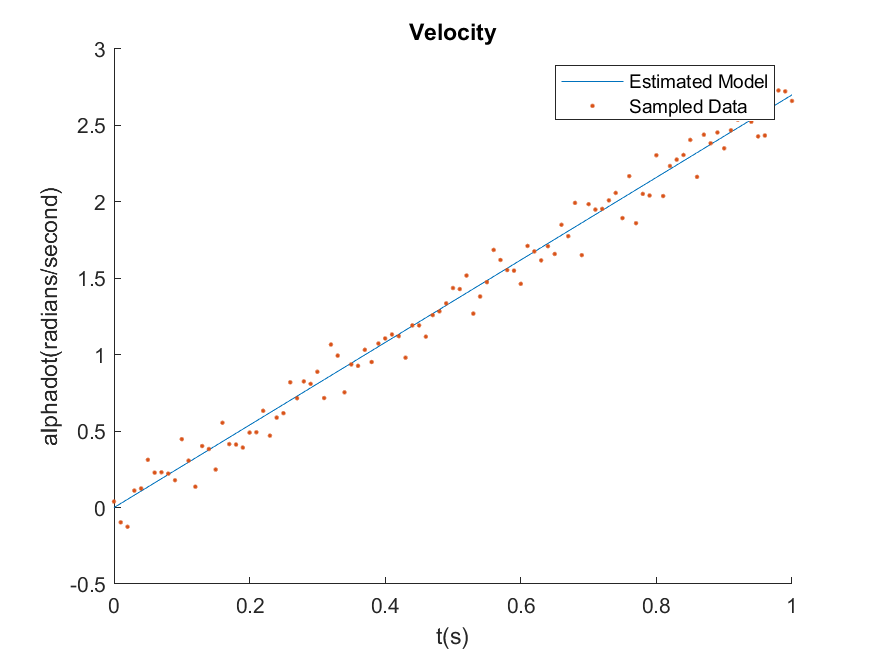 Velocity
3
2.5
2
1.5
1
0.5
0
-0.5
alphadot(radians/second)
Estimated Model
Sampled Data
0 0.2 0.4 0.6 0.8 1
t(s)